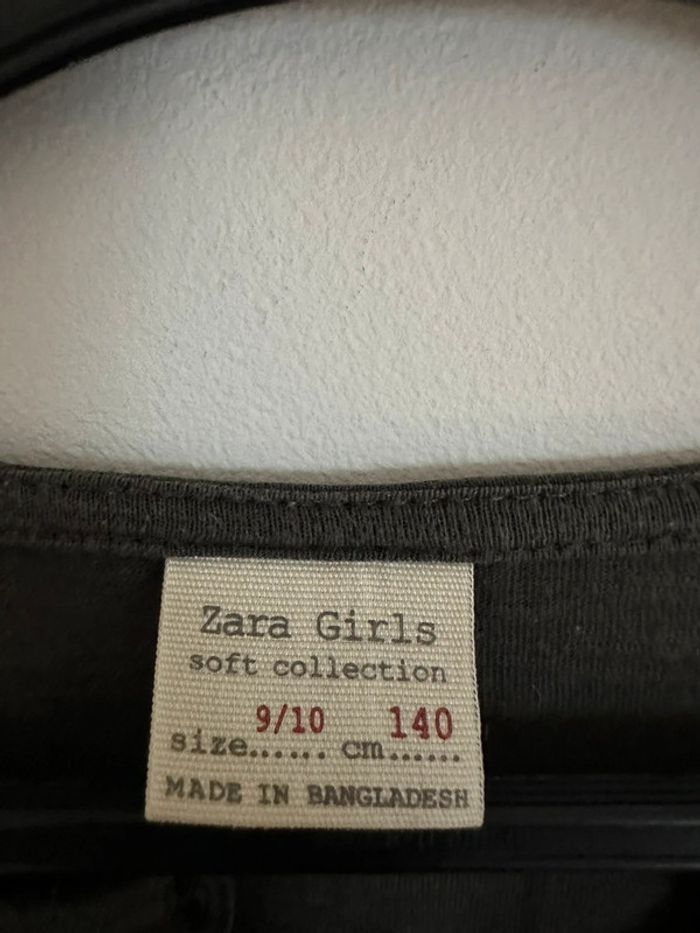 Zara Girls
soft collection
9/10 140
size...... cm......
MADE IN BANGLADESH